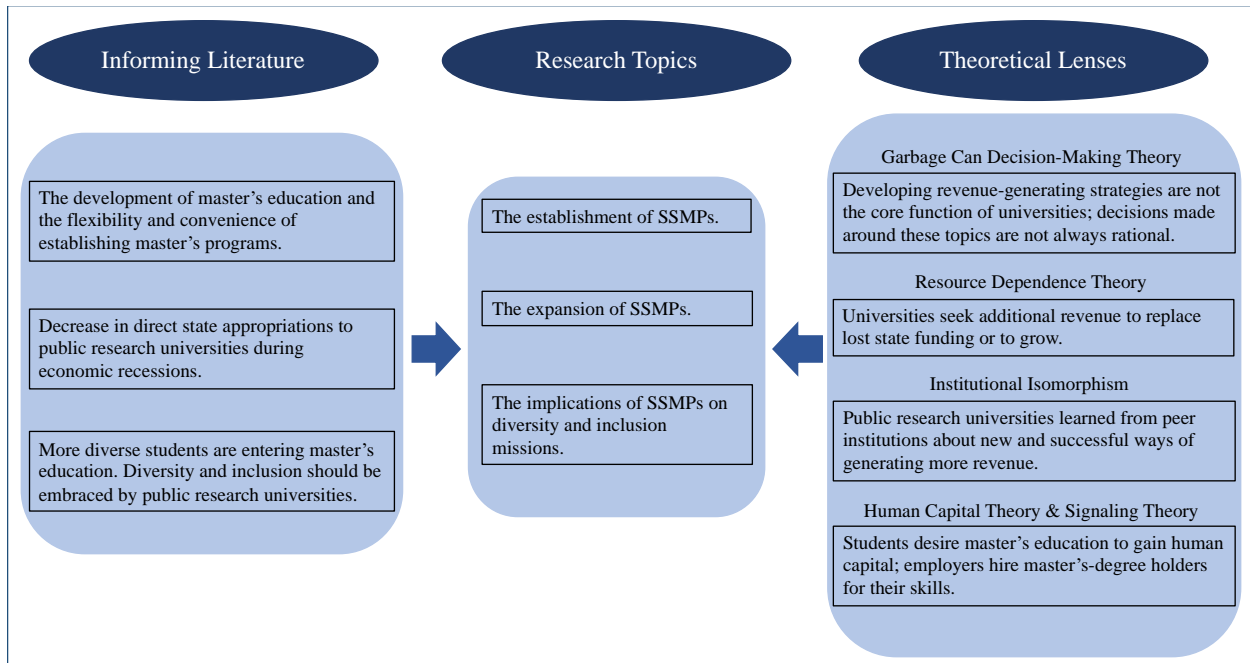 Informing Literature
The development of master's education and
the flexibility and convenience of
establishing master's programs.
Decrease in direct state appropriations to
public research universities during
economic recessions.
More diverse students are entering master's
education. Diversity and inclusion should be
embraced by public research universities.
Research Topics
The establishment of SSMPs.
The expansion of SSMPs.
The implications of SSMPs on
diversity and inclusion
missions.
Theoretical Lenses
Garbage Can Decision-Making Theory
Developing revenue-generating strategies are not
the core function of universities; decisions made
around these topics are not always rational.
Resource Dependence Theory
Universities seek additional revenue to replace
lost state funding or to grow.
Institutional Isomorphism
Public research universities learned from peer
institutions about new and successful ways of
generating more revenue.
Human Capital Theory & Signaling Theory
Students desire master's education to gain human
capital; employers hire master's-degree holders
for their skills.